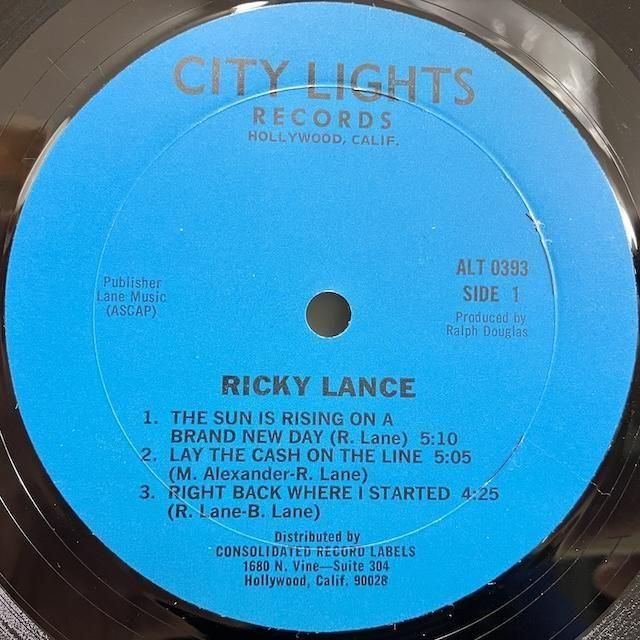 CITY LIGHTS
RECORDS
HOLLYWOOD, CALIF.
Publisher
Lane Music
(ASCAP)
ALT 0393
SIDE 1
Produced by
Ralph Douglas
RICKY LANCE
1. THE SUN IS RISING ON A
BRAND NEW DAY (R. Lane) 5:10
2. LAY THE CASH ON THE LINE 5:05
(M. Alexander-R. Lane)
3. RIGHT BACK WHERE I STARTED 4:25
(R. Lane-B. Lane)
Distributed by
CONSOLIDATED RECORD LABELS
1680 N. Vine—Suite 304
Hollywood, Calif. 90028